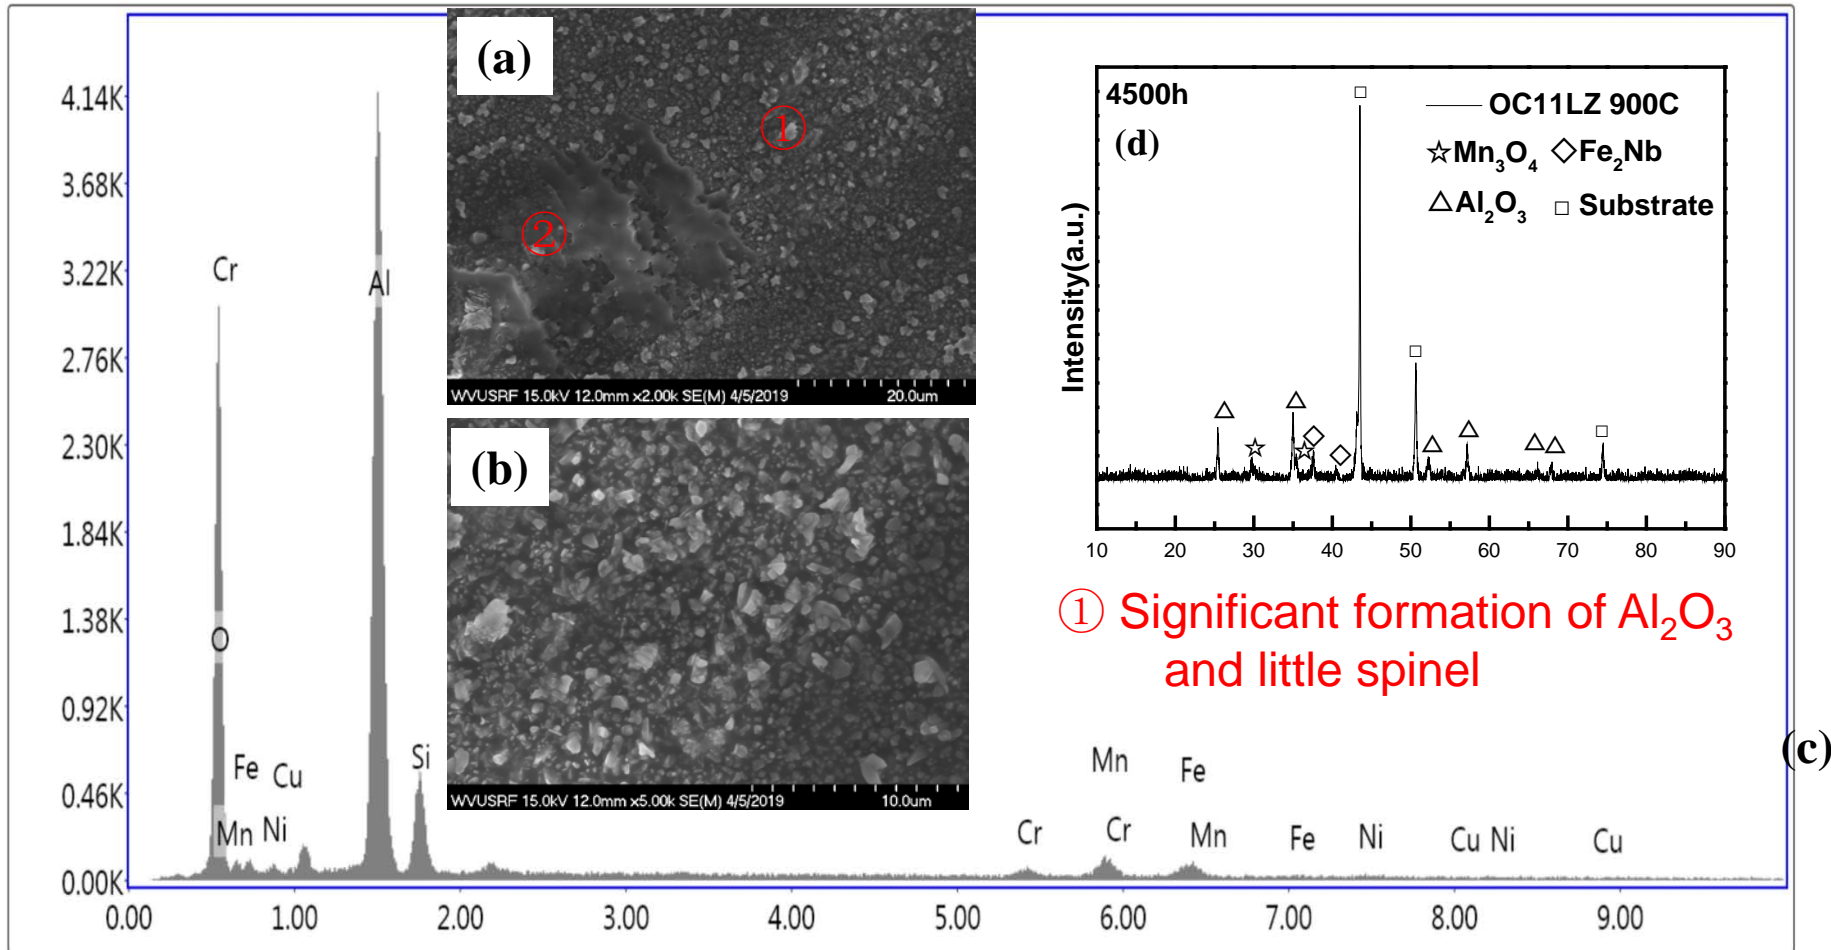 (a)
①
②
WVUSRF 15.0kV 12.0mm x2.00k SE(M) 4/5/2019 20.0um
(b)
WVUSRF 15.0kV 12.0mm x5.00k SE(M) 4/5/2019 10.0um
4.14K
3.68K
3.22K
2.76K
2.30K
1.84K
1.38K
0.92K
0.46K
0.00K
Cr
Al
O
Fe Cu Si
Mn Ni
Mn Fe
Cr Cr Mn Fe Ni Cu Ni Cu
0.00 1.00 2.00 3.00 4.00 5.00 6.00 7.00 8.00 9.00
(c)
4500h
(d)
OC11LZ 900C
☆Mn₃O₄ ◇Fe₂Nb
△Al₂O₃ □ Substrate
Intensity(a.u.)
10 20 30 40 50 60 70 80 90
① Significant formation of Al₂O₃
and little spinel